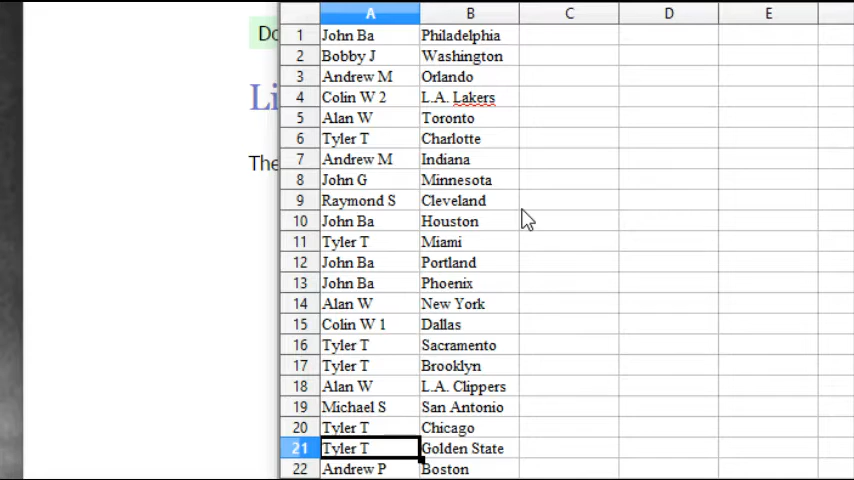 A B C D E
Do
Li
The
1 John Ba Philadelphia
2 Bobby J Washington
3 Andrew M Orlando
4 Colin W 2 L.A. Lakers
5 Alan W Toronto
6 Tyler T Charlotte
7 Andrew M Indiana
8 John G Minnesota
9 Raymond S Cleveland
10 John Ba Houston
11 Tyler T Miami
12 John Ba Portland
13 John Ba Phoenix
14 Alan W New York
15 Colin W 1 Dallas
16 Tyler T Sacramento
17 Tyler T Brooklyn
18 Alan W L.A. Clippers
19 Michael S San Antonio
20 Tyler T Chicago
21 Tyler T Golden State
22 Andrew P Boston